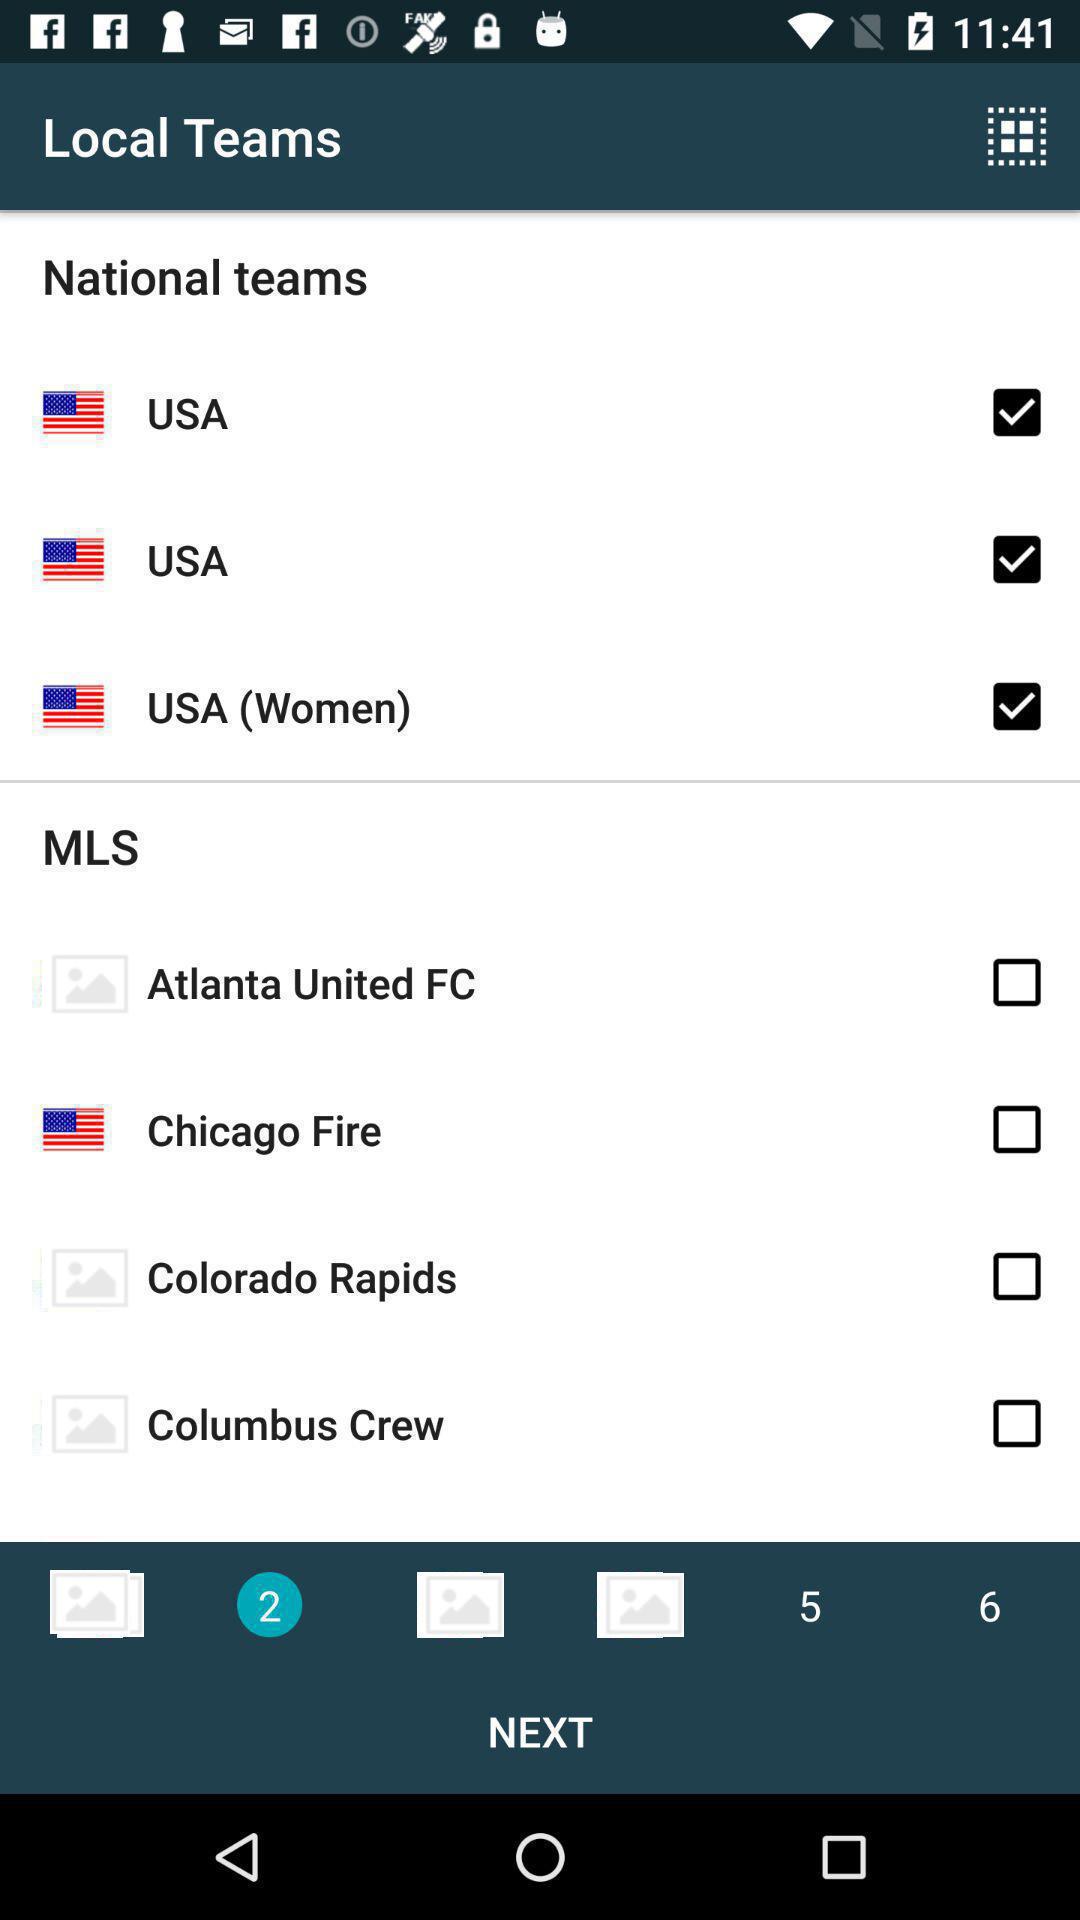 FAKE
11:41
Local Teams
National teams
USA
USA
USA (Women)
MLS
Atlanta United FC
Chicago Fire
Colorado Rapids
Columbus Crew
2 5 6
NEXT